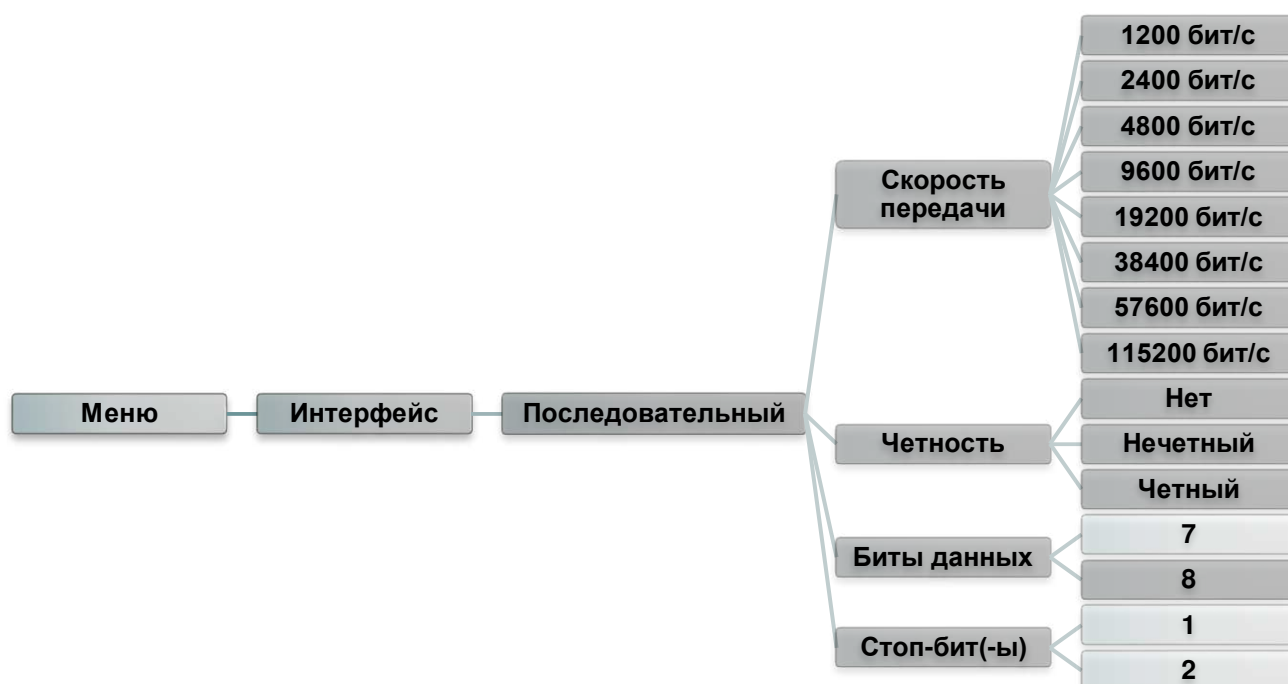 1200 бит/с
2400 бит/с
4800 бит/с
9600 бит/с
19200 бит/с
38400 бит/с
57600 бит/с
115200 бит/с
Скорость
передачи
Меню
Интерфейс
Последовательный
Четность
Нет
Нечетный
Четный
Биты данных
7
8
Стоп-бит(-ы)
1
2